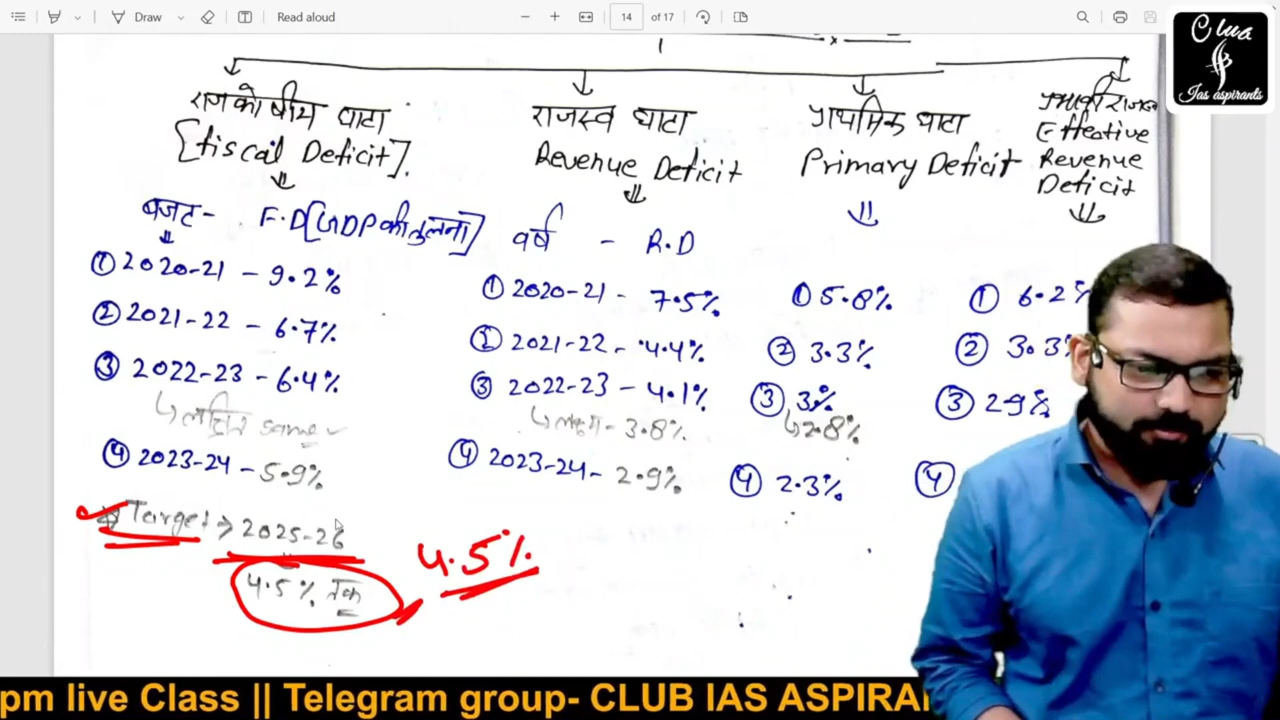 Draw
Read aloud
14 of 17
Club
Ias aspirants
राजकोषीय घाटा
[fiscal Deficit].
राजस्व घाटा
Revenue Deficit
प्राथमिक घाटा
Primary Deficit
Effective
Revenue
Deficit
बजट - F.D[GDP की तुलना]
① 2020-21 - 9.2%
② 2021-22 - 6.7%
③ 2022-23 - 6.4%
same
④ 2023-24 - 5.9%
Target → 2025-26
4.5% तक
4.5%
वर्ष - R.D
① 2020-21 - 7.5%
② 2021-22 - 4.4%
③ 2022-23 - 4.1%
↳ लक्ष्य - 3.8%
④ 2023-24 - 2.9%
① 5.8%
② 3.3%
③ 3%
↳ 2.8%
④ 2.3%
① 6.2%
②
③
④
pm live Class || Telegram group- CLUB IAS ASPIRA